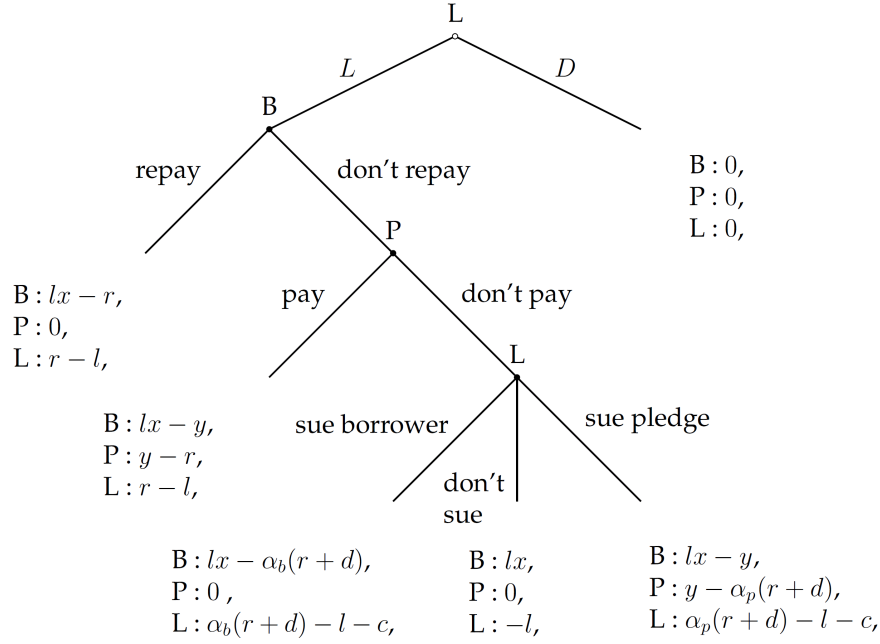 L
L
D
B
repay
don't repay
B : 0,
P : 0,
L : 0,
P
pay
don't pay
B : lx − r,
P : 0,
L : r − l,
L
sue borrower
don't
sue
sue pledge
B : lx − y,
P : y − r,
L : r − l,
B : lx − α_b(r + d),
P : 0 ,
L : α_b(r + d) − l − c,
B : lx,
P : 0,
L : −l,
B : lx − y,
P : y − α_p(r + d),
L : α_p(r + d) − l − c,